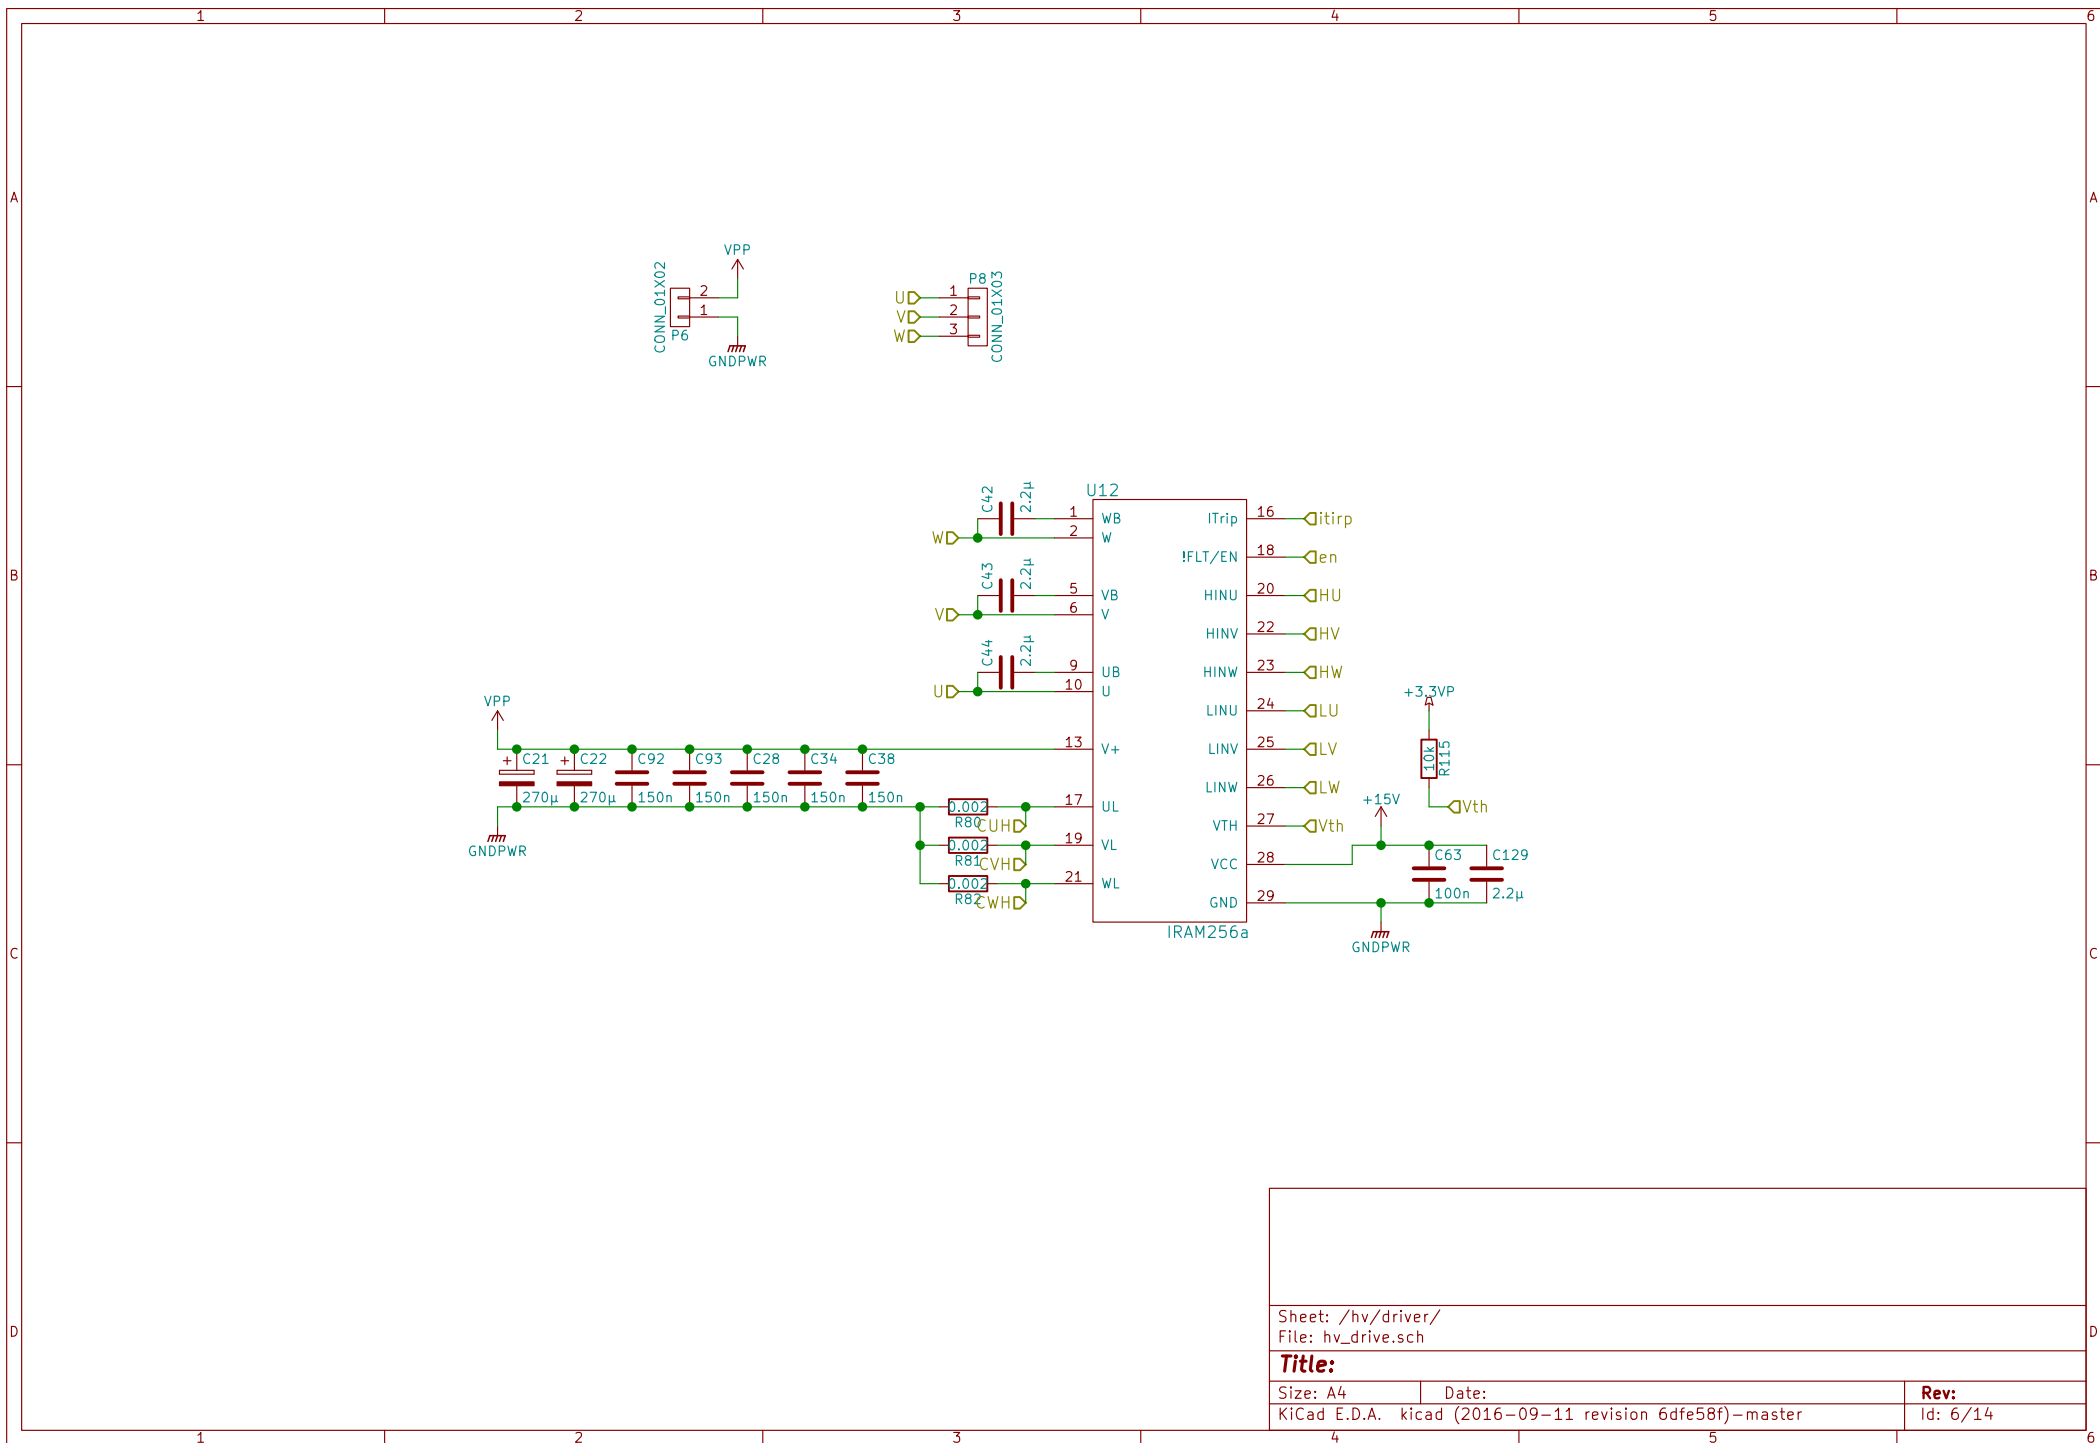 1 2 3 4 5 6
A A
VPP
CONN_01X02
2
1
P6
GNDPWR
P8
U 1
V 2
W 3
CONN_01X03
B B
U12
C42 2.2µ
1 WB
W 2 W
C43 2.2µ
5 VB
V 6 V
C44 2.2µ
9 UB
U 10 U
ITrip 16 itirp
!FLT/EN 18 en
HINU 20 HU
HINV 22 HV
HINW 23 HW
LINU 24 LU
LINV 25 LV
LINW 26 LW
VTH 27 Vth
VCC 28
GND 29
IRAM256a
VPP
13 V+
+ C21 + C22 C92 C93 C28 C34 C38
270µ 270µ 150n 150n 150n 150n 150n
GNDPWR
0.002 17 UL
R80 CUH
0.002 19 VL
R81 CVH
0.002 21 WL
R82 CWH
+3.3VP
10k R115
Vth
+15V
C63 C129
100n 2.2µ
GNDPWR
C C
D D
Sheet: /hv/driver/
File: hv_drive.sch
Title:
Size: A4 Date: Rev:
KiCad E.D.A. kicad (2016-09-11 revision 6dfe58f)-master Id: 6/14
1 2 3 4 5 6